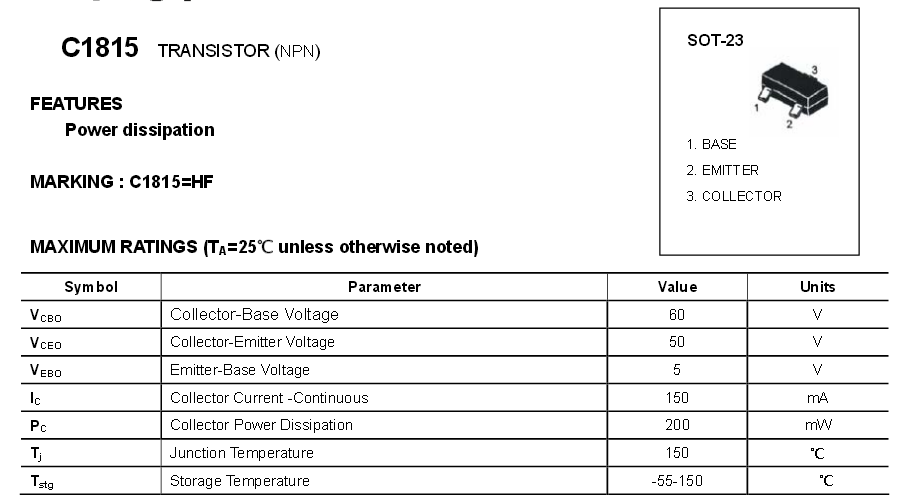 C1815 TRANSISTOR (NPN)
FEATURES
Power dissipation
MARKING : C1815=HF
SOT-23
3
1
2
1. BASE
2. EMITTER
3. COLLECTOR
MAXIMUM RATINGS (TA=25℃ unless otherwise noted)
Symbol Parameter Value Units
VCBO Collector-Base Voltage 60 V
VCEO Collector-Emitter Voltage 50 V
VEBO Emitter-Base Voltage 5 V
IC Collector Current -Continuous 150 mA
PC Collector Power Dissipation 200 mW
Tj Junction Temperature 150 ℃
Tstg Storage Temperature -55-150 ℃